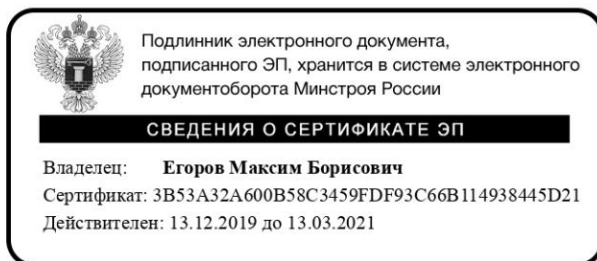 Подлинник электронного документа,
подписанного ЭП, хранится в системе электронного
документоборота Минстроя России
СВЕДЕНИЯ О СЕРТИФИКАТЕ ЭП
Владелец: Егоров Максим Борисович
Сертификат: 3B53A32A600B58C3459FDF93C66B114938445D21
Действителен: 13.12.2019 до 13.03.2021